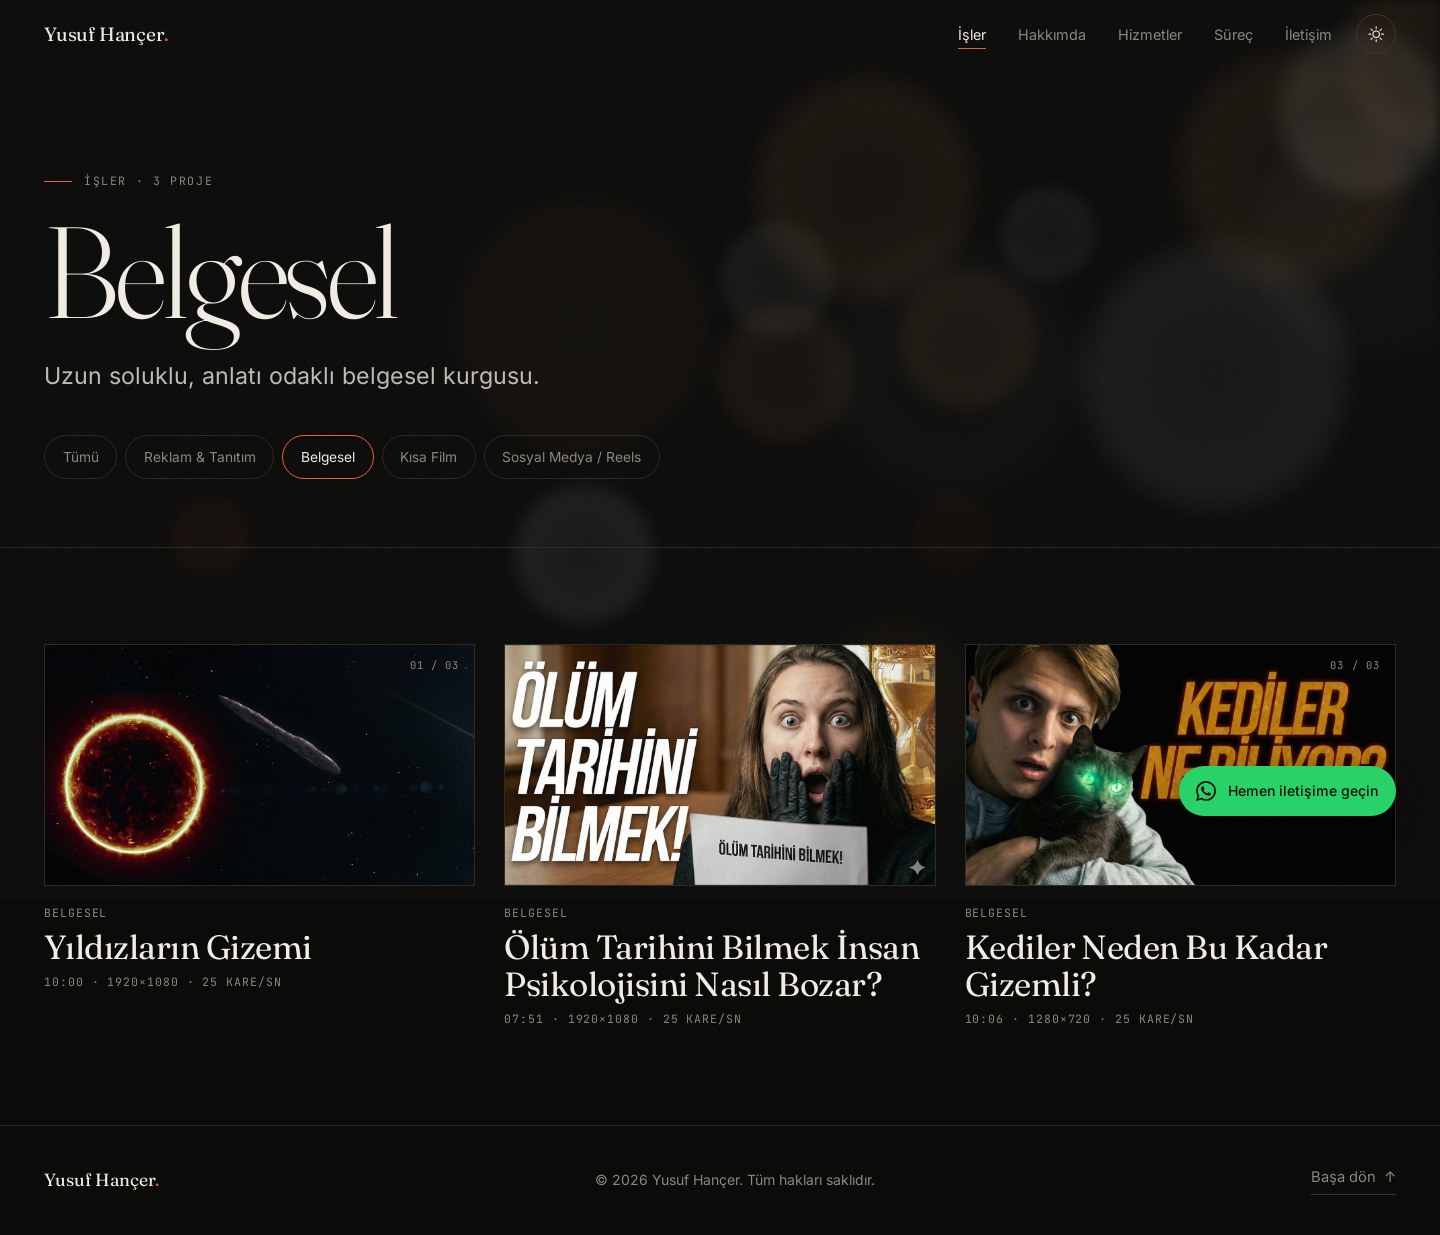 Yusuf Hançer.
İşler
Hakkımda
Hizmetler
Süreç
İletişim
İŞLER · 3 PROJE
Belgesel
Uzun soluklu, anlatı odaklı belgesel kurgusu.
Tümü
Reklam & Tanıtım
Belgesel
Kısa Film
Sosyal Medya / Reels
01 / 03
ÖLÜM
TARİHİNİ
BİLMEK!
ÖLÜM TARİHİNİ BİLMEK!
03 / 03
KEDİLER
NE BİLİYOR?
Hemen iletişime geçin
BELGESEL
Yıldızların Gizemi
10:00 · 1920×1080 · 25 KARE/SN
BELGESEL
Ölüm Tarihini Bilmek İnsan
Psikolojisini Nasıl Bozar?
07:51 · 1920×1080 · 25 KARE/SN
BELGESEL
Kediler Neden Bu Kadar
Gizemli?
10:06 · 1280×720 · 25 KARE/SN
Yusuf Hançer.
© 2026 Yusuf Hançer. Tüm hakları saklıdır.
Başa dön ↑